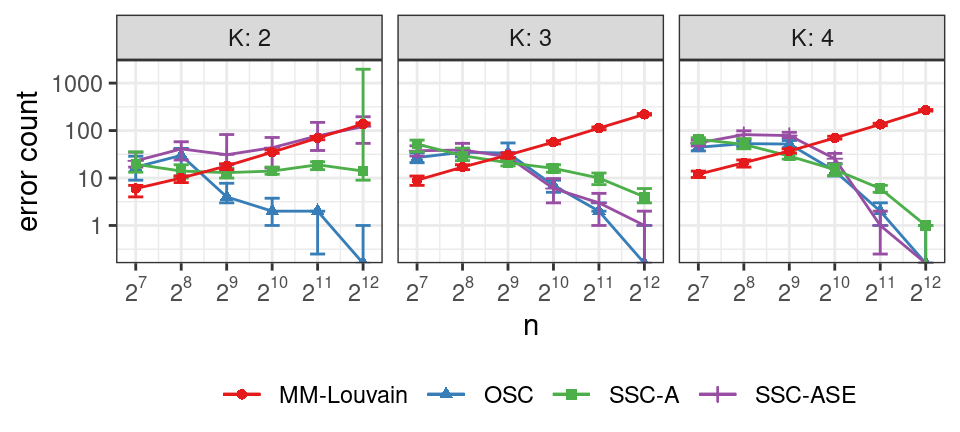 K: 2 K: 3 K: 4
error count
1000
100
10
1
2^7 2^8 2^9 2^10 2^11 2^12 2^7 2^8 2^9 2^10 2^11 2^12 2^7 2^8 2^9 2^10 2^11 2^12
n
MM-Louvain OSC SSC-A SSC-ASE